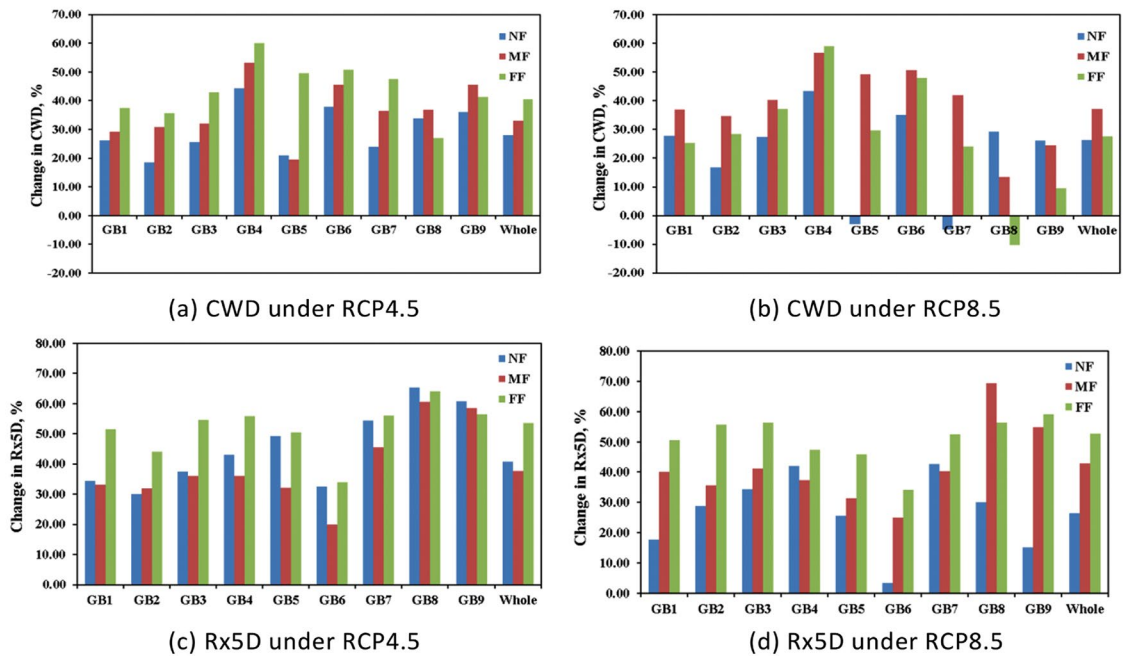 70.00
60.00
50.00
40.00
30.00
20.00
10.00
0.00
-10.00
-20.00
Change in CWD, %
NF
MF
FF
GB1 GB2 GB3 GB4 GB5 GB6 GB7 GB8 GB9 Whole
(a) CWD under RCP4.5
70.00
60.00
50.00
40.00
30.00
20.00
10.00
0.00
-10.00
-20.00
Change in CWD, %
NF
MF
FF
GB1 GB2 GB3 GB4 GB5 GB6 GB7 GB8 GB9 Whole
(b) CWD under RCP8.5
80.00
70.00
60.00
50.00
40.00
30.00
20.00
10.00
0.00
Change in Rx5D, %
NF
MF
FF
GB1 GB2 GB3 GB4 GB5 GB6 GB7 GB8 GB9 Whole
(c) Rx5D under RCP4.5
80.00
70.00
60.00
50.00
40.00
30.00
20.00
10.00
0.00
Change in Rx5D, %
NF
MF
FF
GB1 GB2 GB3 GB4 GB5 GB6 GB7 GB8 GB9 Whole
(d) Rx5D under RCP8.5